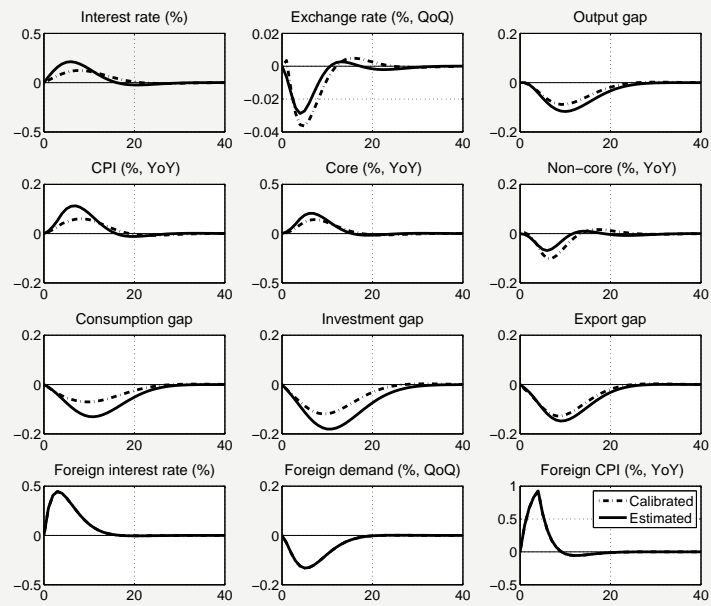 Interest rate (%)
Exchange rate (%, QoQ)
Output gap
0.5
0
−0.5
0 20 40
0.02
0
−0.02
−0.04
0 20 40
0.2
0
−0.2
0 20 40
CPI (%, YoY)
Core (%, YoY)
Non−core (%, YoY)
0.2
0
−0.2
0 20 40
0.5
0
−0.5
0 20 40
0.2
0
−0.2
0 20 40
Consumption gap
Investment gap
Export gap
0.2
0
−0.2
0 20 40
0.2
0
−0.2
0 20 40
0.2
0
−0.2
0 20 40
Foreign interest rate (%)
Foreign demand (%, QoQ)
Foreign CPI (%, YoY)
0.5
0
−0.5
0 20 40
0.2
0
−0.2
0 20 40
1
0.5
0
−0.5
0 20 40
Calibrated
Estimated